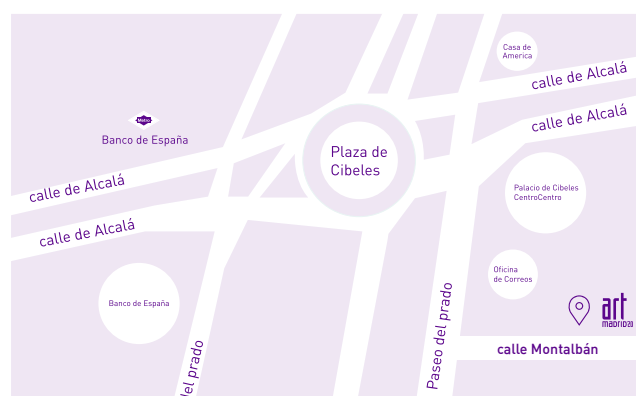 Casa de
America
calle de Alcalá
Metro
Banco de España
calle de Alcalá
Plaza de
Cibeles
calle de Alcalá
Palacio de Cibeles
CentroCentro
calle de Alcalá
Oficina
de Correos
Banco de España
art
madrid20
Paseo del prado
calle Montalbán
del prado